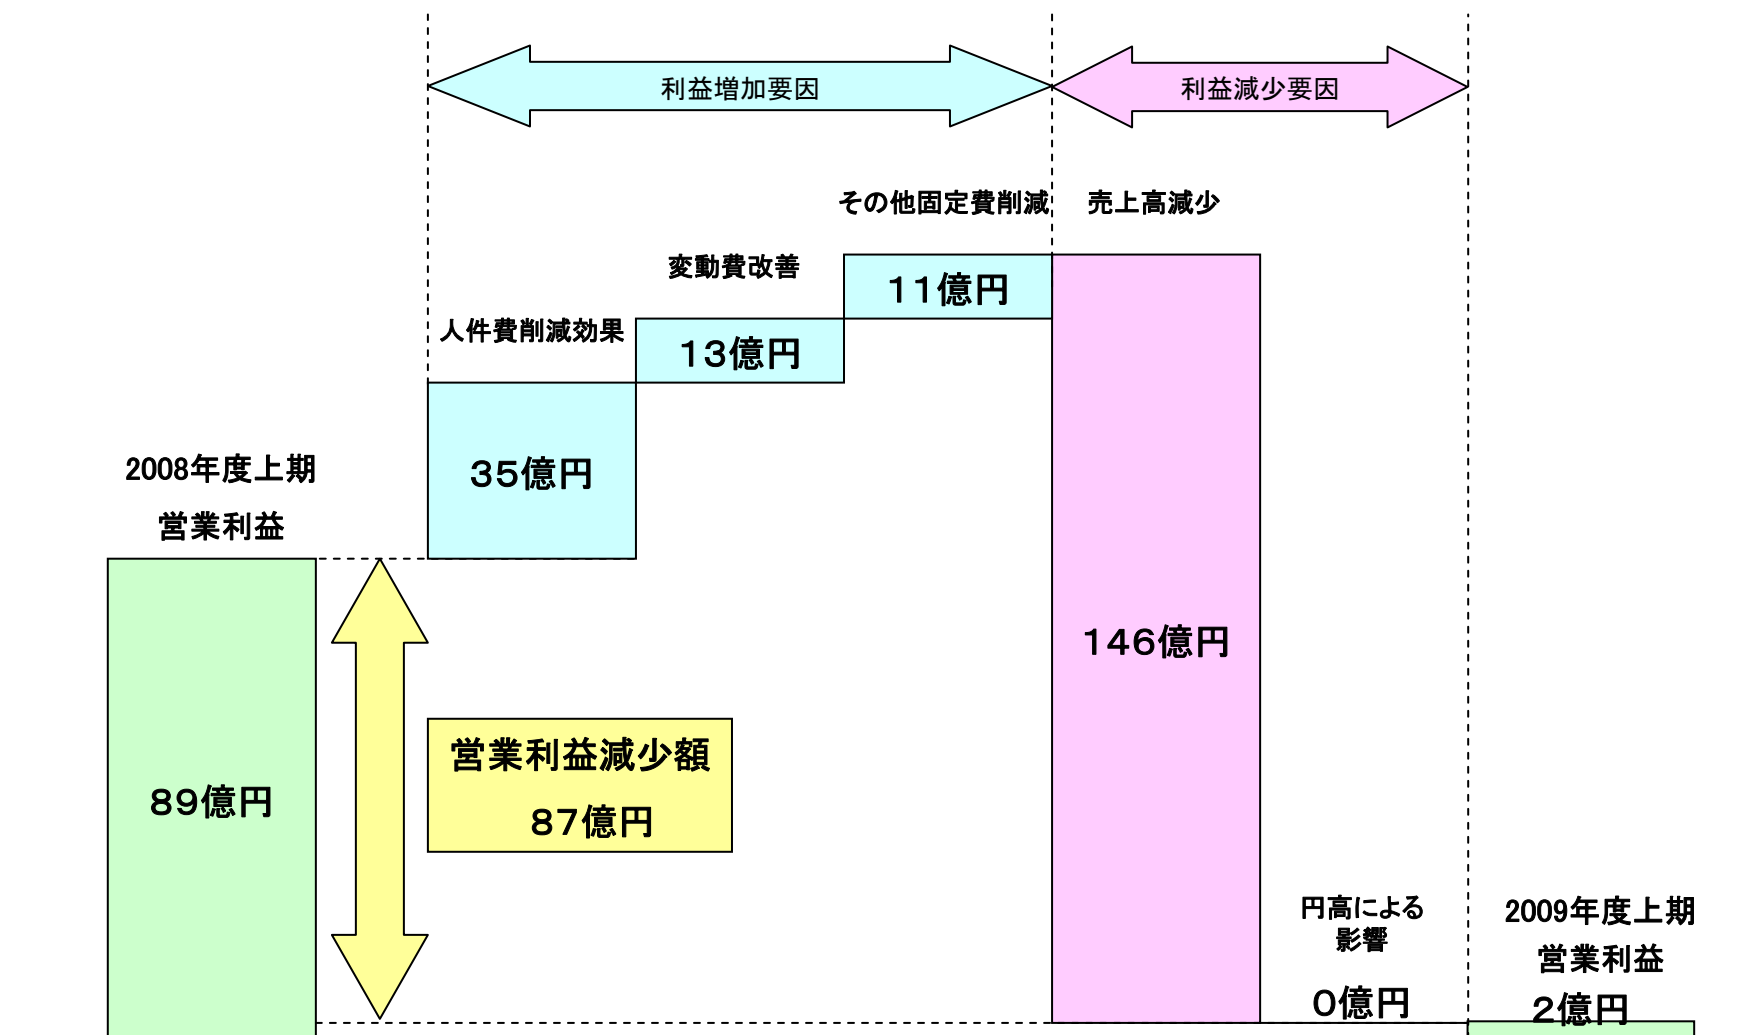 利益増加要因
利益減少要因
その他固定費削減
売上高減少
変動費改善
11億円
人件費削減効果
13億円
35億円
2008年度上期
営業利益
146億円
営業利益減少額
87億円
89億円
円高による
影響
0億円
2009年度上期
営業利益
2億円